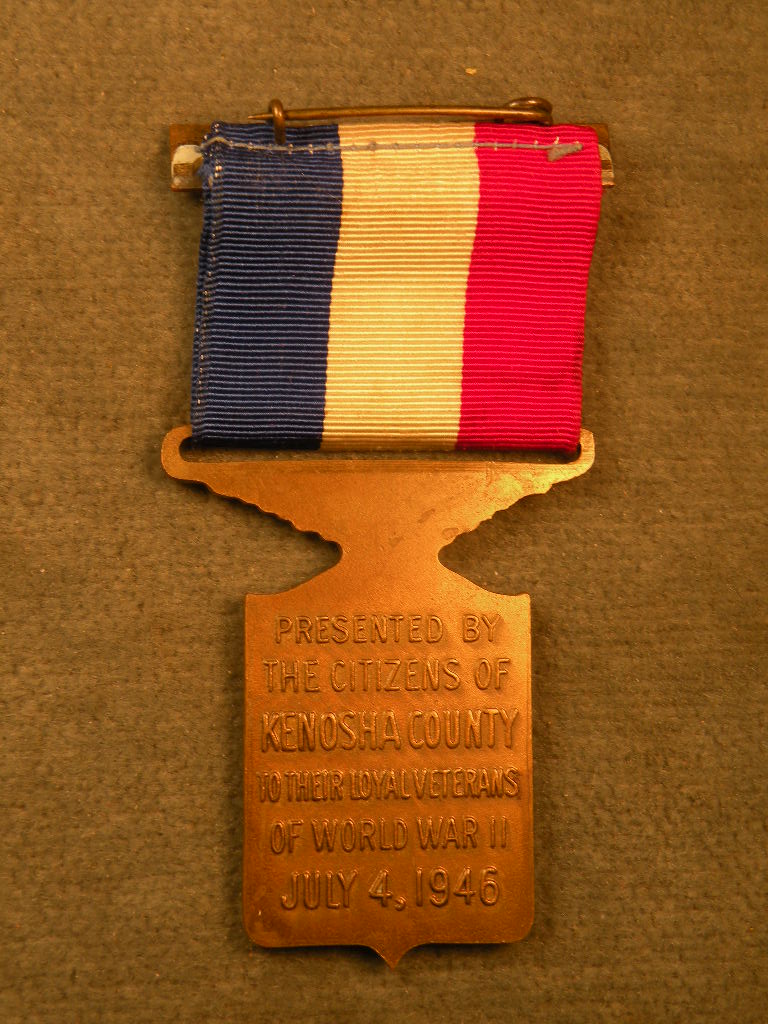 PRESENTED BY
THE CITIZENS OF
KENOSHA COUNTY
TO THEIR LOYAL VETERANS
OF WORLD WAR II
JULY 4, 1946